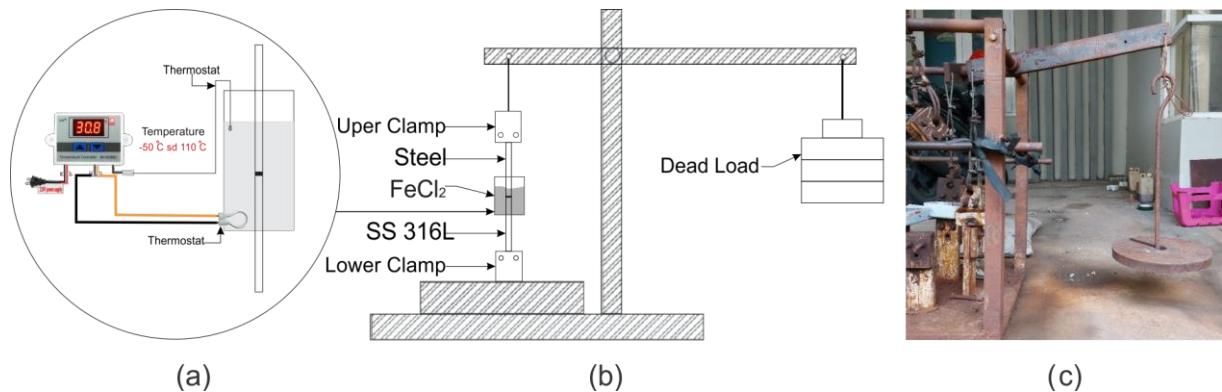 Thermostat
30.8
Temperature
-50 °C sd 110 °C
Thermostat
Uper Clamp
Steel
FeCl₂
SS 316L
Lower Clamp
Dead Load
(a)
(b)
(c)